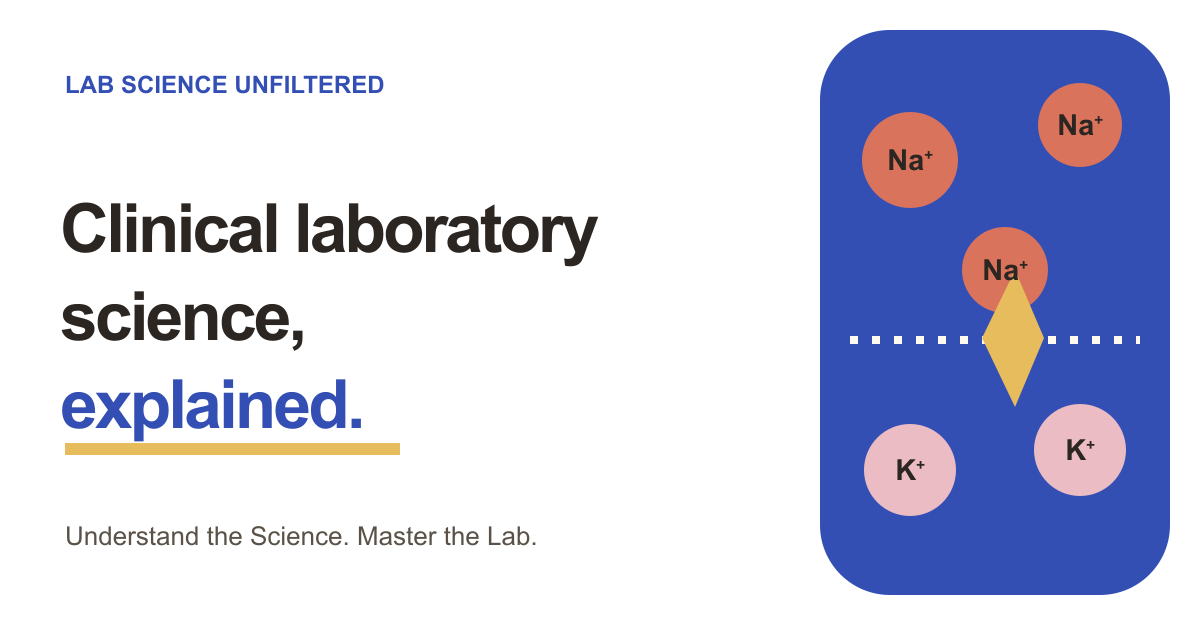 LAB SCIENCE UNFILTERED
Clinical laboratory
science,
explained.
Understand the Science. Master the Lab.
Na⁺
Na⁺
Na⁺
K⁺
K⁺